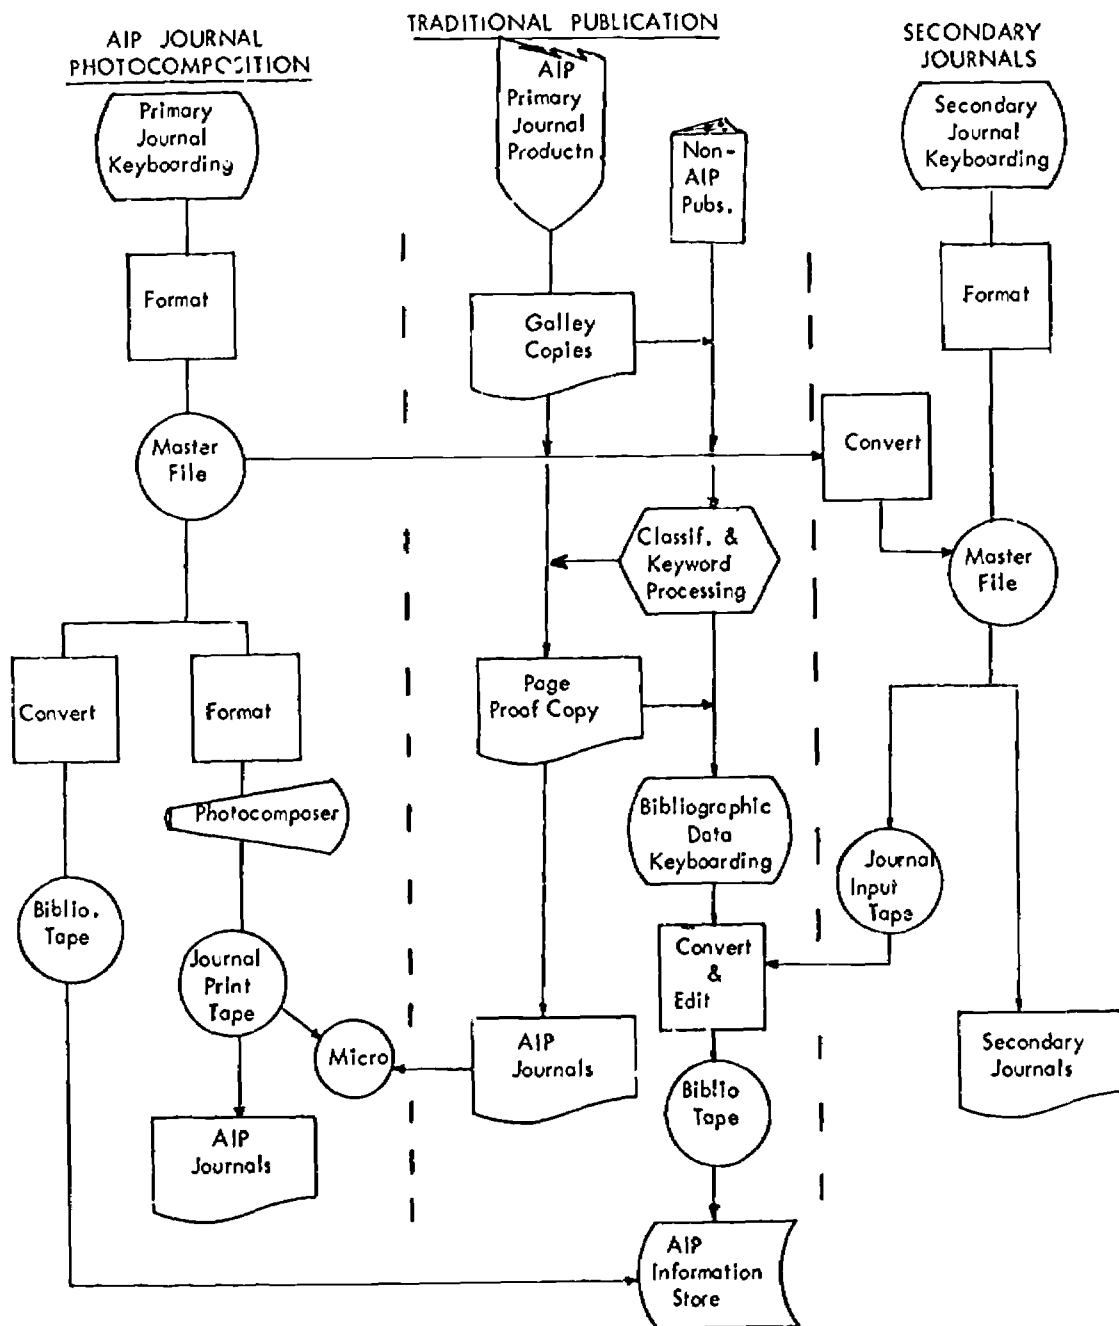 AIP JOURNAL
PHOTOCOMPOSITION
Primary
Journal
Keyboarding
Format
Master
File
Convert
Format
Photocomposer
Biblio.
Tape
Journal
Print
Tape
Micro
AIP
Journals
TRADITIONAL PUBLICATION
AIP
Primary
Journal
Productn
Non-
AIP
Pubs.
Galley
Copies
Classif. &
Keyword
Processing
Page
Proof Copy
Bibliographic
Data
Keyboarding
Convert
&
Edit
AIP
Journals
Biblio
Tape
AIP
Information
Store
SECONDARY
JOURNALS
Secondary
Journal
Keyboarding
Format
Convert
Master
File
Journal
Input
Tape
Secondary
Journals